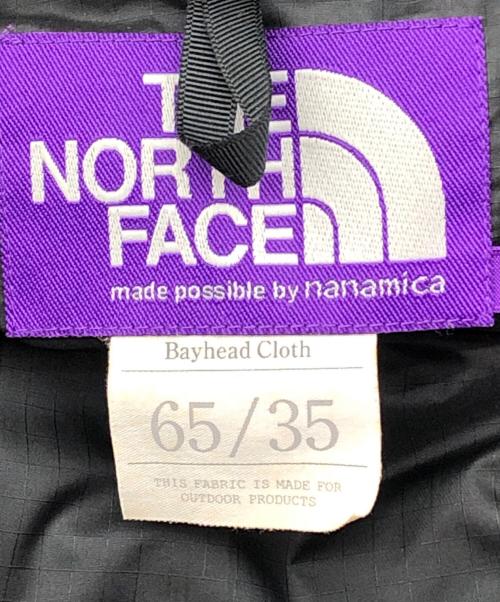 THE
NORTH
FACE
made possible by nanamica
Bayhead Cloth
65/35
THIS FABRIC IS MADE FOR
OUTDOOR PRODUCTS